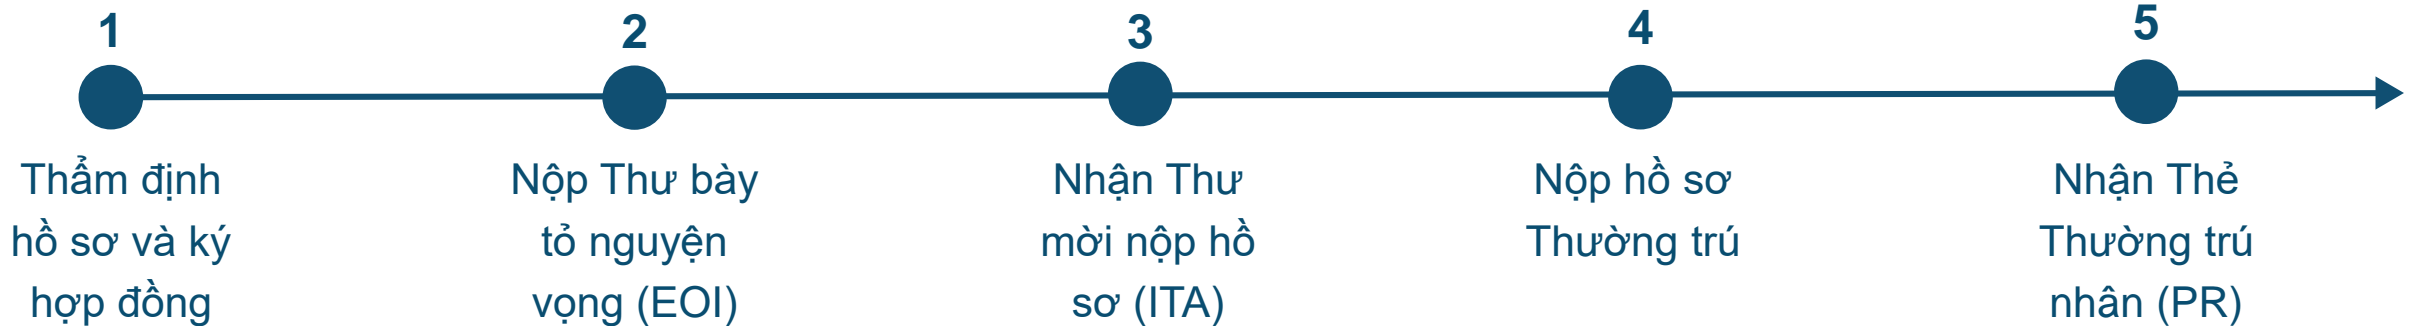 1
Thẩm định
hồ sơ và ký
hợp đồng
2
Nộp Thư bày
tỏ nguyện
vọng (EOI)
3
Nhận Thư
mời nộp hồ
sơ (ITA)
4
Nộp hồ sơ
Thường trú
5
Nhận Thẻ
Thường trú
nhân (PR)